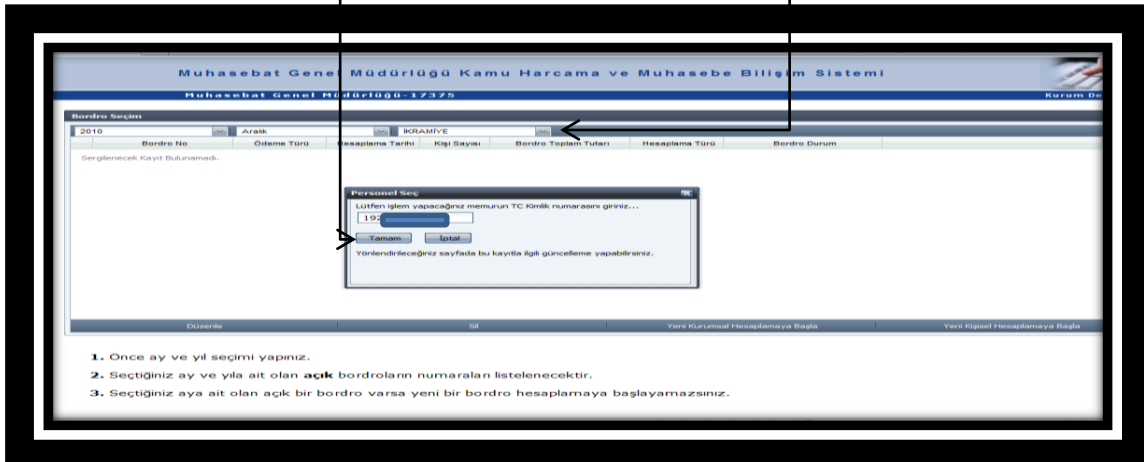 Muhasebat Genel Müdürlüğü Kamu Harcama ve Muhasebe Bilişim Sistemi
Muhasebat Genel Müdürlüğü-17375 Kurum De
Bordro Seçim
2010 Aralık İKRAMİYE
Bordro No Ödeme Türü Hesaplama Tarihi Kişi Sayısı Bordro Toplam Tutarı Hesaplama Türü Bordro Durum
Sergilenecek Kayıt Bulunamadı.
Personel Seç
Lütfen işlem yapacağınız memurun TC Kimlik numarasını giriniz...
192
Tamam İptal
Yönlendirileceğiniz sayfada bu kayıtla ilgili güncelleme yapabilirsiniz.
Düzenle Sil Yeni Kurumsal Hesaplamaya Başla Yeni Kişisel Hesaplamaya Başla
1. Önce ay ve yıl seçimi yapınız.
2. Seçtiğiniz ay ve yıla ait olan açık bordroların numaraları listelenecektir.
3. Seçtiğiniz aya ait olan açık bir bordro varsa yeni bir bordro hesaplamaya başlayamazsınız.